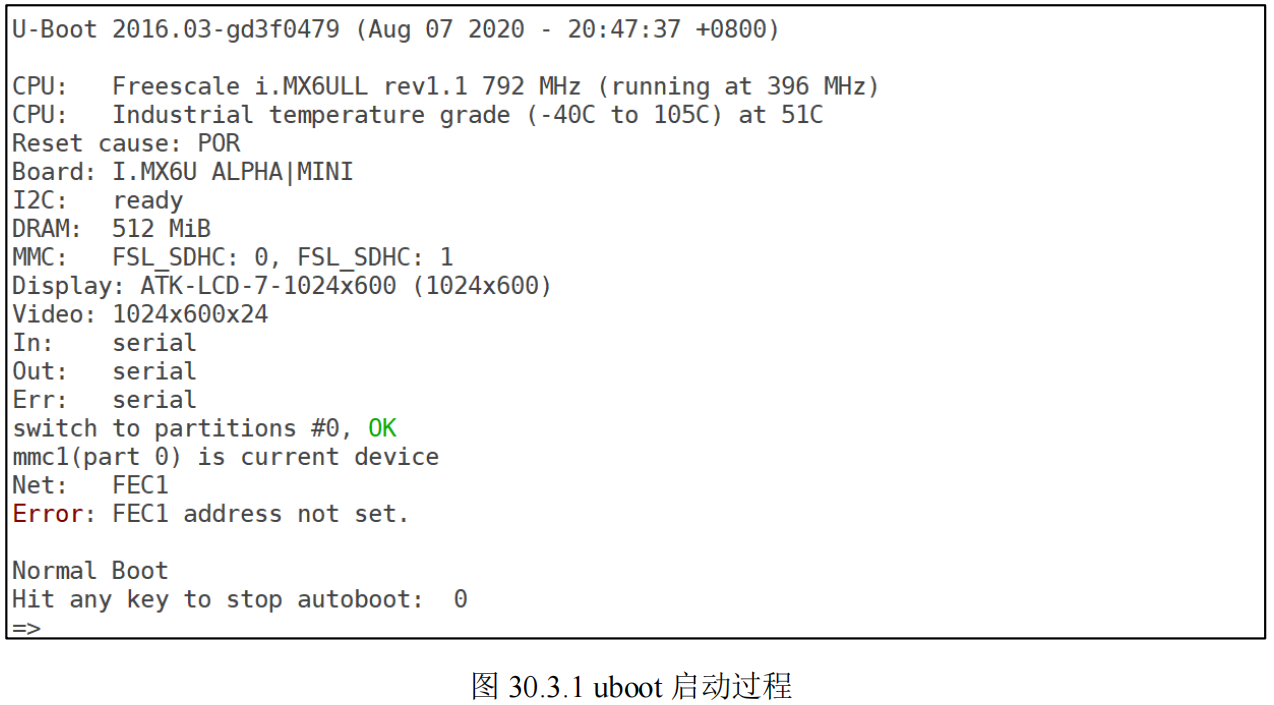 U-Boot 2016.03-gd3f0479 (Aug 07 2020 - 20:47:37 +0800)
CPU:   Freescale i.MX6ULL rev1.1 792 MHz (running at 396 MHz)
CPU:   Industrial temperature grade (-40C to 105C) at 51C
Reset cause: POR
Board: I.MX6U ALPHA|MINI
I2C:   ready
DRAM:  512 MiB
MMC:   FSL_SDHC: 0, FSL_SDHC: 1
Display: ATK-LCD-7-1024x600 (1024x600)
Video: 1024x600x24
In:    serial
Out:   serial
Err:   serial
switch to partitions #0, OK
mmc1(part 0) is current device
Net:   FEC1
Error: FEC1 address not set.
Normal Boot
Hit any key to stop autoboot:  0
=>
图 30.3.1 uboot 启动过程